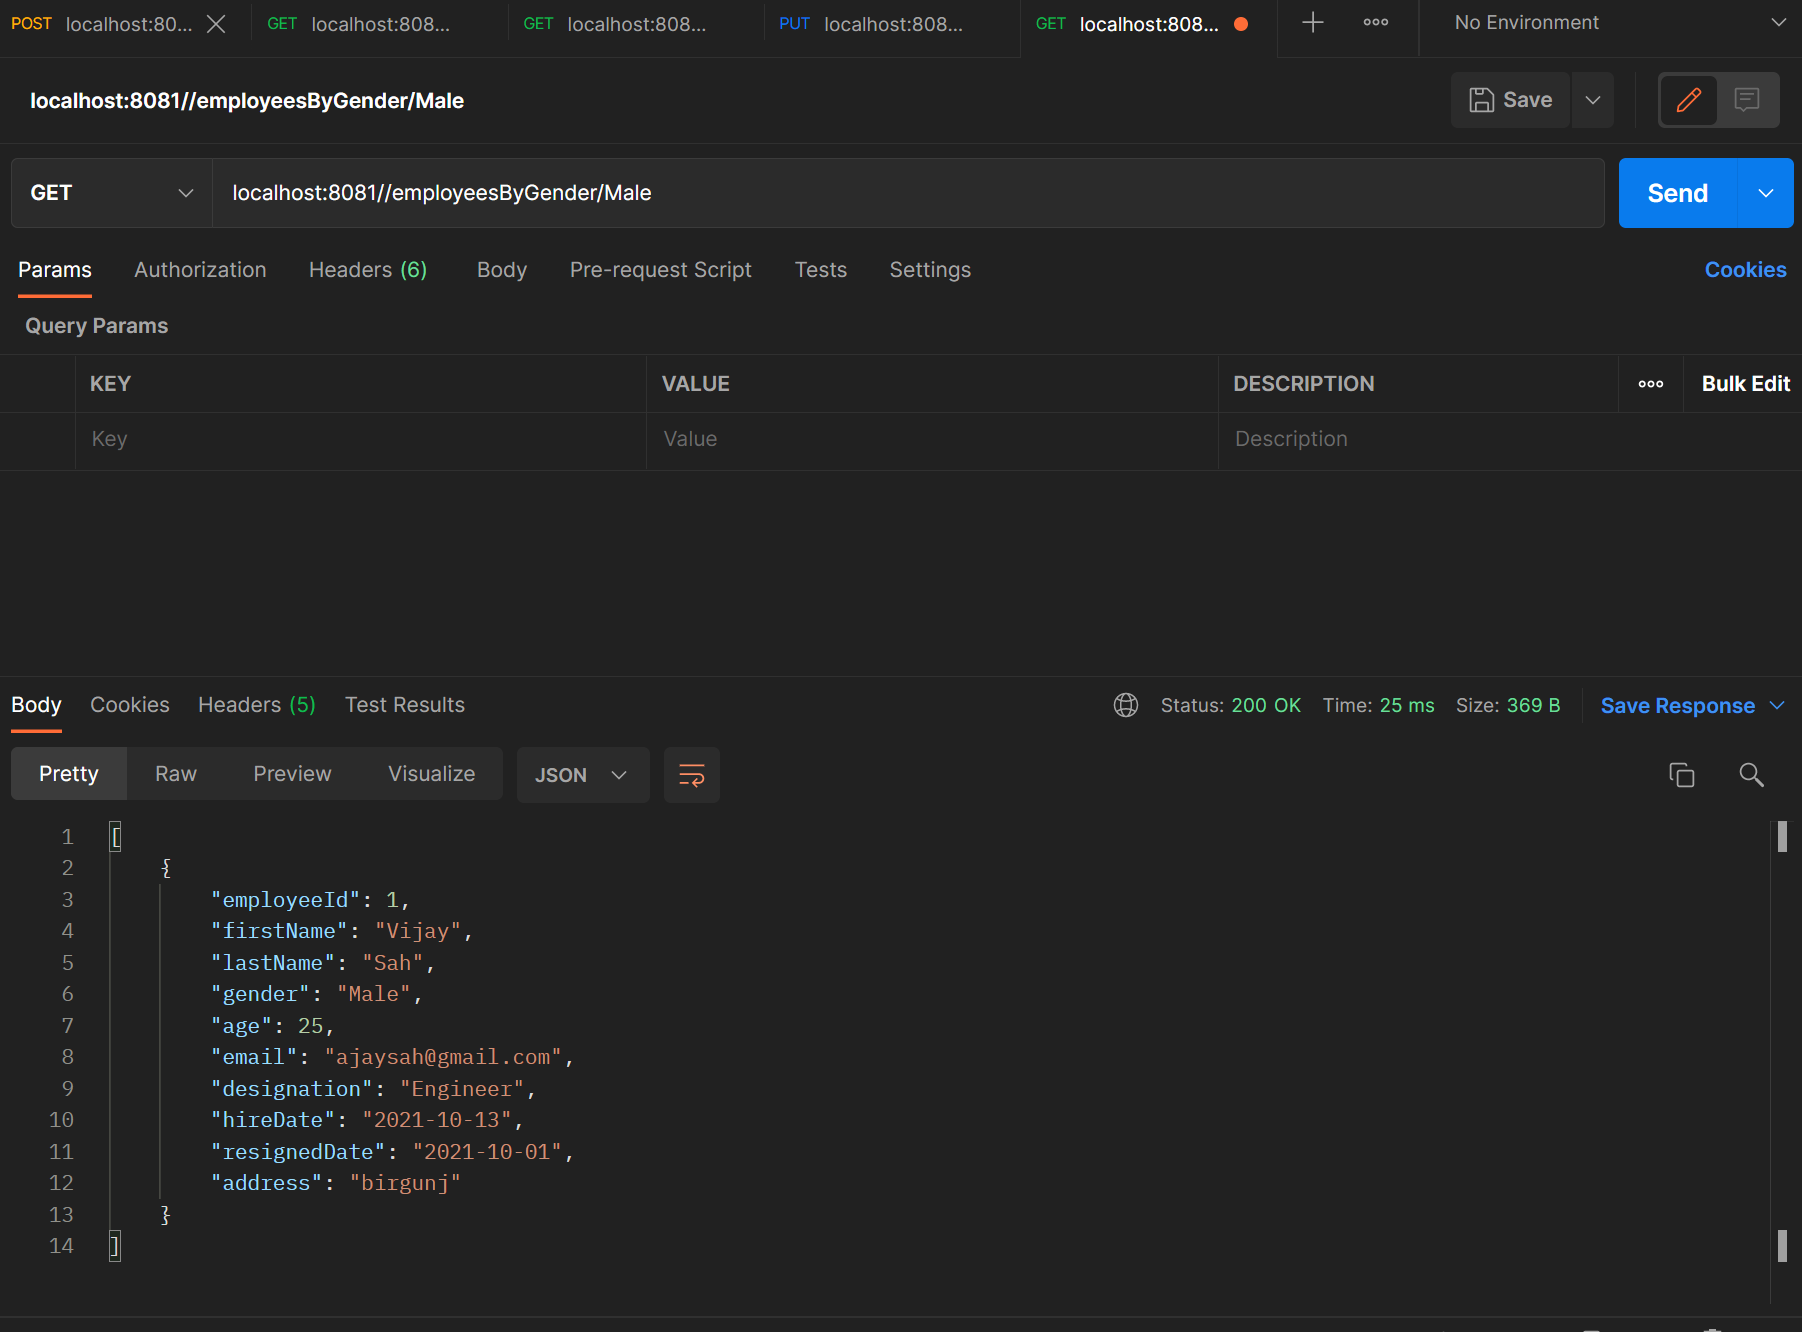 POST localhost:80... GET localhost:808... GET localhost:808... PUT localhost:808... GET localhost:808... No Environment
localhost:8081//employeesByGender/Male Save
GET localhost:8081//employeesByGender/Male Send
Params Authorization Headers (6) Body Pre-request Script Tests Settings Cookies
Query Params
KEY VALUE DESCRIPTION Bulk Edit
Key Value Description
Body Cookies Headers (5) Test Results Status: 200 OK Time: 25 ms Size: 369 B Save Response
Pretty Raw Preview Visualize JSON
1 [
2 {
3 "employeeId": 1,
4 "firstName": "Vijay",
5 "lastName": "Sah",
6 "gender": "Male",
7 "age": 25,
8 "email": "ajaysah@gmail.com",
9 "designation": "Engineer",
10 "hireDate": "2021-10-13",
11 "resignedDate": "2021-10-01",
12 "address": "birgunj"
13 }
14 ]